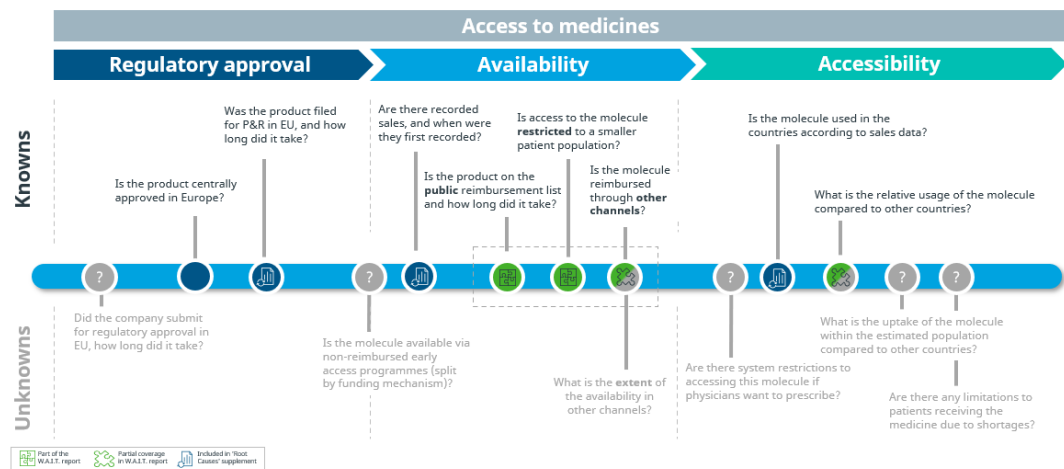 Access to medicines
Regulatory approval
Availability
Accessibility
Knowns
Was the product filed
for P&R in EU, and how
long did it take?
Is the product centrally
approved in Europe?
Are there recorded
sales, and when were
they first recorded?
Is the product on the
public reimbursement list
and how long did it take?
Is access to the molecule
restricted to a smaller
patient population?
Is the molecule
reimbursed
through other
channels?
Is the molecule used in the
countries according to sales data?
What is the relative usage of the molecule
compared to other countries?
?
?
?
?
?
Unknowns
Did the company submit
for regulatory approval in
EU, how long did it take?
Is the molecule available via
non-reimbursed early
access programmes (split
by funding mechanism)?
What is the extent of
the availability in
other channels?
Are there system restrictions to
accessing this molecule if
physicians want to prescribe?
What is the uptake of the molecule
within the estimated population
compared to other countries?
Are there any limitations to
patients receiving the
medicine due to shortages?
Part of the
W.A.I.T. report
Partial coverage
in W.A.I.T. report
Included in 'Root
Causes' supplement